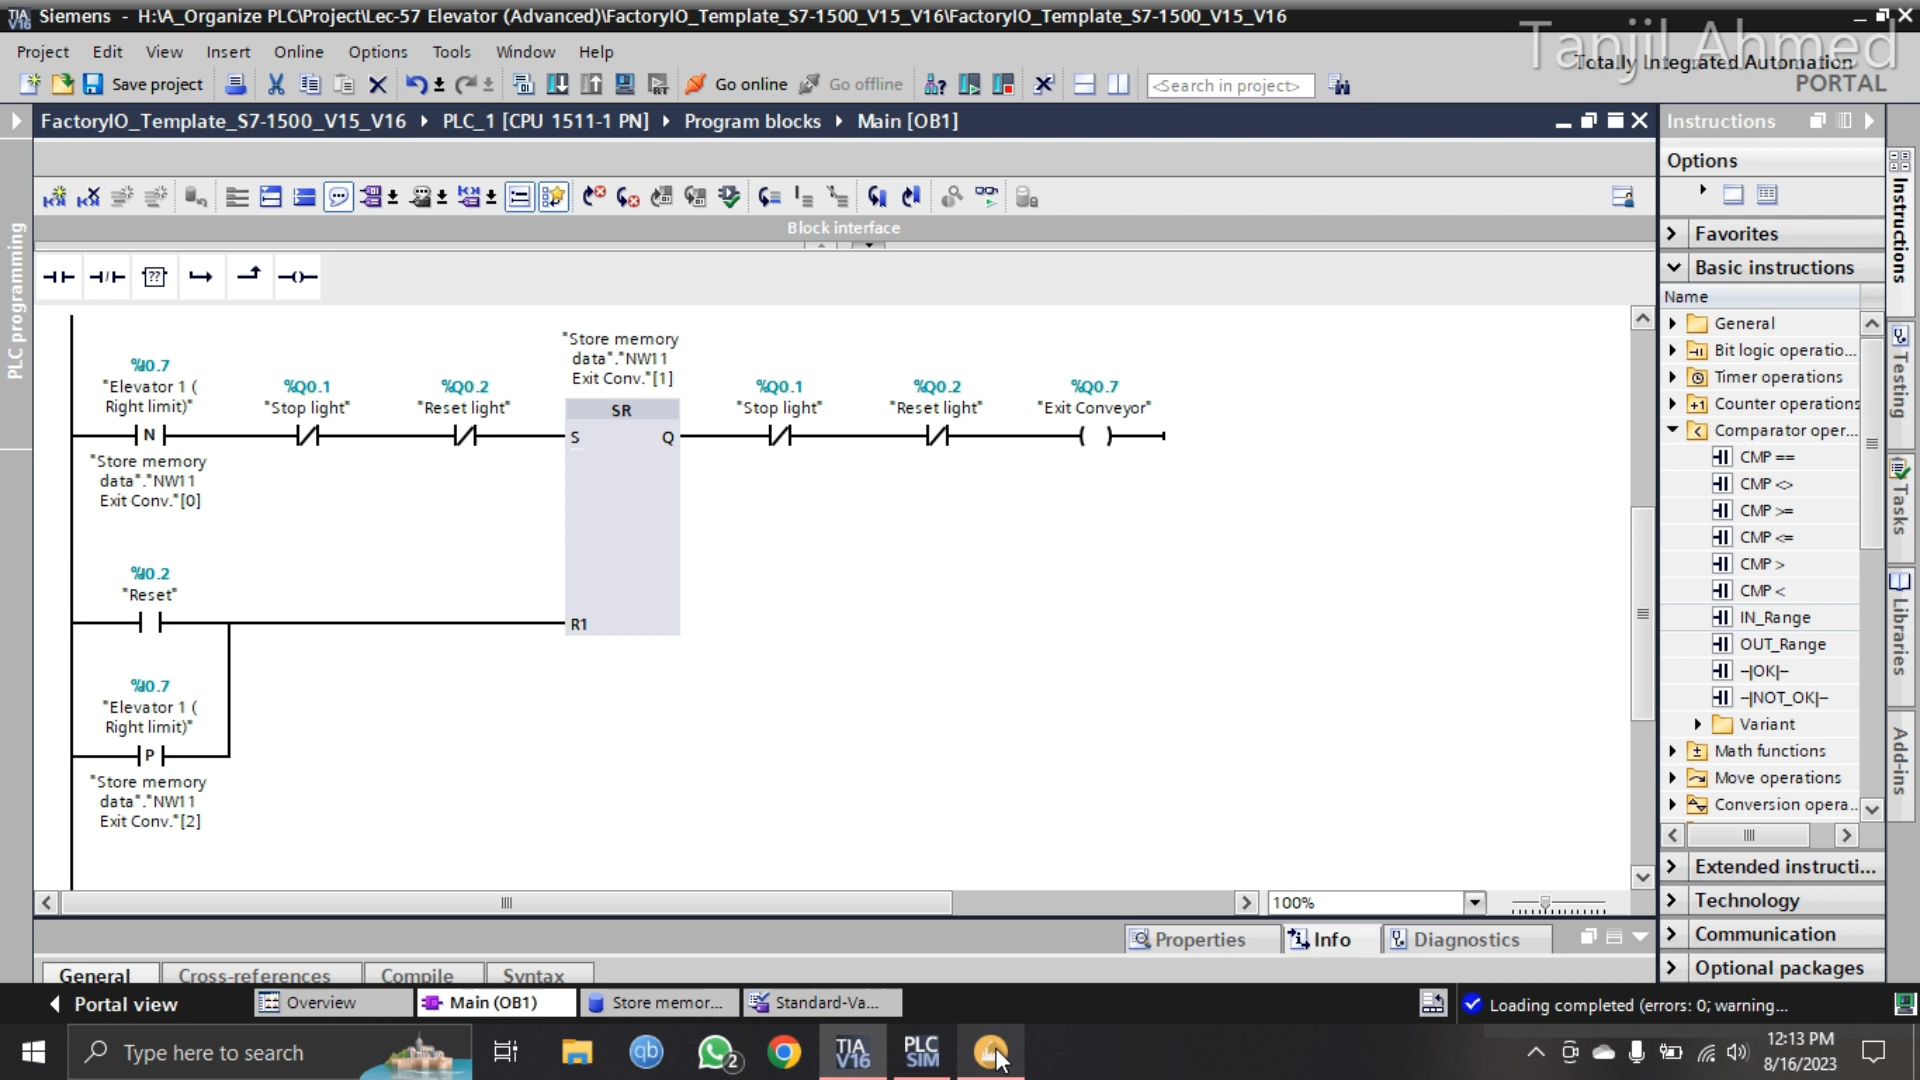 Siemens - H:\A_Organize PLC\Project\Lec-57 Elevator (Advanced)\FactoryIO_Template_S7-1500_V15_V16\FactoryIO_Template_S7-1500_V15_V16
Tanjil Ahmed
Project Edit View Insert Online Options Tools Window Help
Totally Integrated Automation
PORTAL
Save project
Go online
Go offline
<Search in project>
FactoryIO_Template_S7-1500_V15_V16 PLC_1 [CPU 1511-1 PN] Program blocks Main [OB1]
Block interface
PLC programming
??
%I0.7
"Elevator 1 (
Right limit)"
N
"Store memory
data"."NW11
Exit Conv."[0]
%Q0.1
"Stop light"
%Q0.2
"Reset light"
"Store memory
data"."NW11
Exit Conv."[1]
SR
S Q
R1
%Q0.1
"Stop light"
%Q0.2
"Reset light"
%Q0.7
"Exit Conveyor"
%I0.2
"Reset"
%I0.7
"Elevator 1 (
Right limit)"
P
"Store memory
data"."NW11
Exit Conv."[2]
100%
Properties Info Diagnostics
General Cross-references Compile Syntax
Instructions
Options
Favorites
Basic instructions
Name
General
Bit logic operatio...
Timer operations
Counter operations
Comparator oper...
CMP ==
CMP <>
CMP >=
CMP <=
CMP >
CMP <
IN_Range
OUT_Range
-|OK|-
-|NOT_OK|-
Variant
Math functions
Move operations
Conversion opera..
Extended instructi...
Technology
Communication
Optional packages
Instructions
Testing
Tasks
Libraries
Add-ins
Portal view
Overview
Main (OB1)
Store memor...
Standard-Va...
Loading completed (errors: 0; warning...
Type here to search
qb
2
TIA
V16
PLC
SIM
12:13 PM
8/16/2023